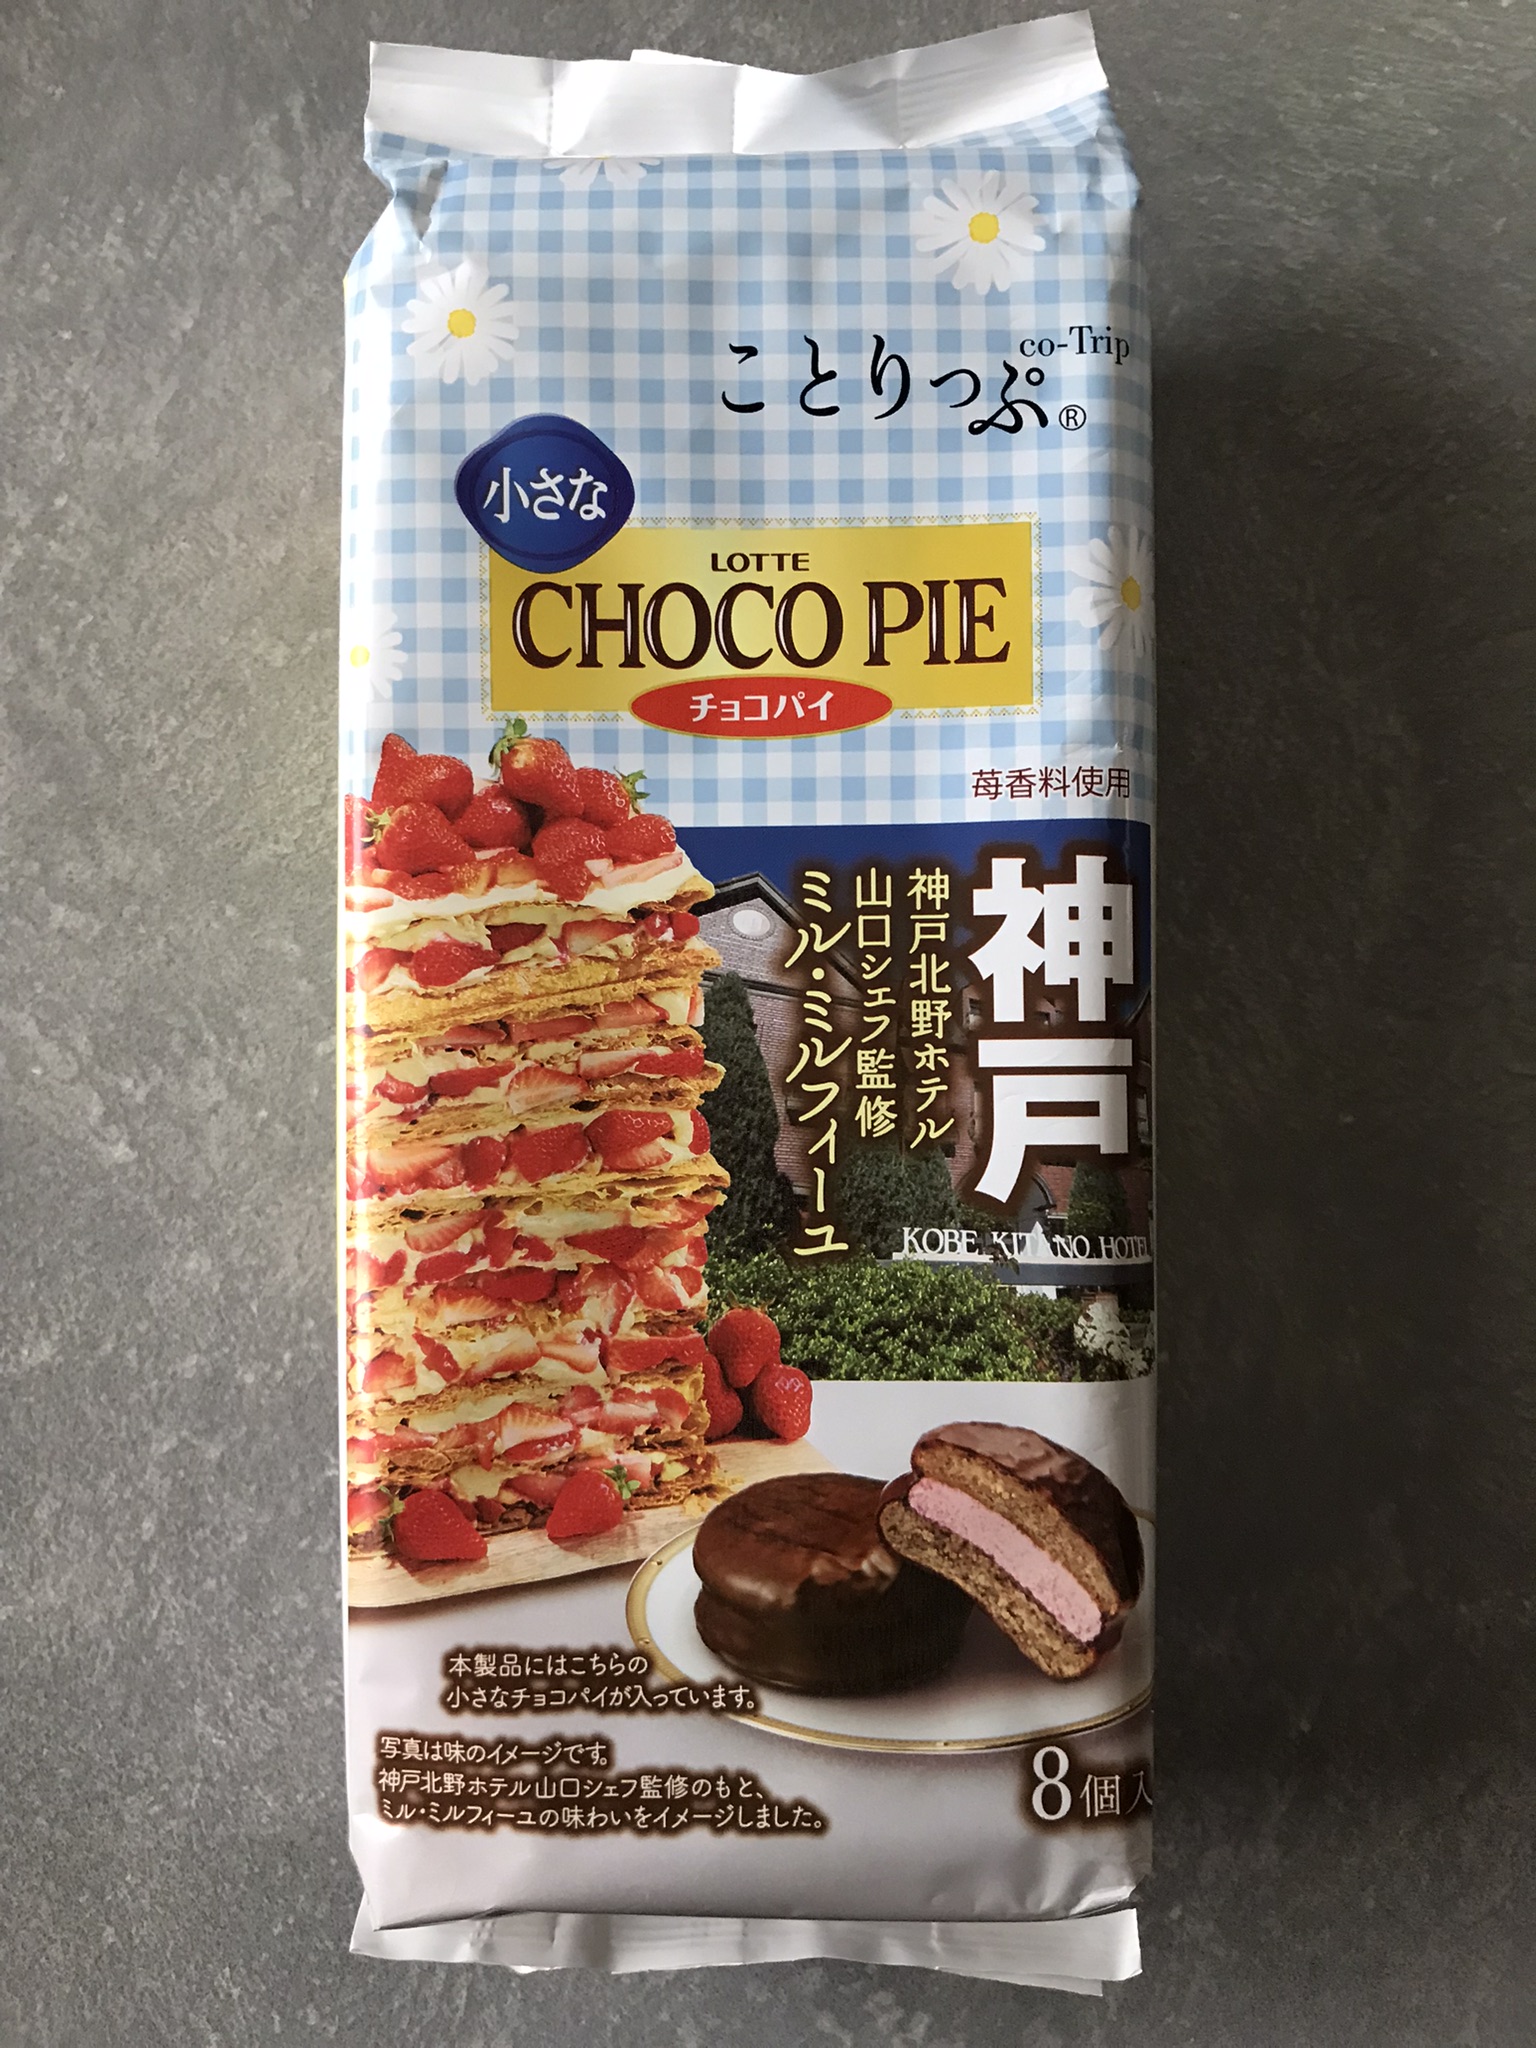 co-Trip
ことりっぷ®
小さな
LOTTE
CHOCO PIE
チョコパイ
苺香料使用
神戸
神戸北野ホテル
山口シェフ監修
ミル・ミルフィーユ
KOBE KITANO HOTEL
本製品にはこちらの
小さなチョコパイが入っています。
写真は味のイメージです。
神戸北野ホテル山口シェフ監修のもと、
ミル・ミルフィーユの味わいをイメージしました。
8個入